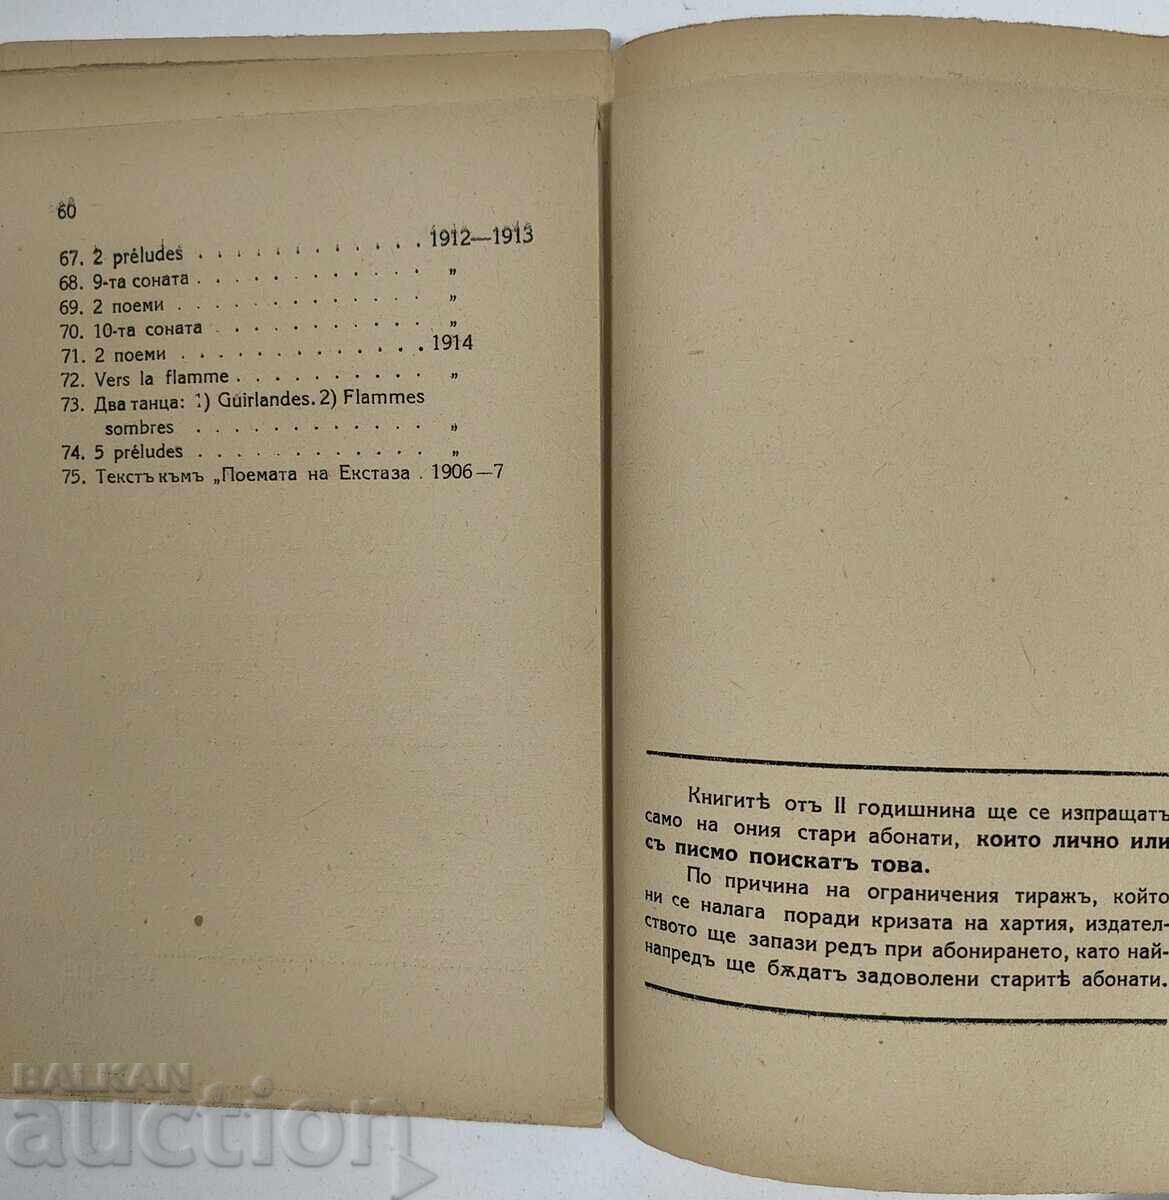 60
67. 2 préludes . . . . . . . . . . . 1912—1913
68. 9-та соната . . . . . . . . . . . „
69. 2 поеми . . . . . . . . . . . . „
70. 10-та соната . . . . . . . . . . „
71. 2 поеми . . . . . . . . . . . . . 1914
72. Vers la flamme . . . . . . . . . . „
73. Два танца: 1) Guirlandes. 2) Flammes
sombres . . . . . . . . . . . . „
74. 5 préludes . . . . . . . . . . . . „
75. Текстъ къмъ „Поемата на Екстаза . 1906—7
Книгитѣ отъ II годишнина ще се изпращатъ
само на ония стари абонати, които лично или
съ писмо поискатъ това.
По причина на ограничения тиражъ, който
ни се налага поради кризата на хартия, издател-
ството ще запази редъ при абонирането, като най-
напредъ ще бѫдатъ задоволени старитѣ абонати.
BALKAN
auction